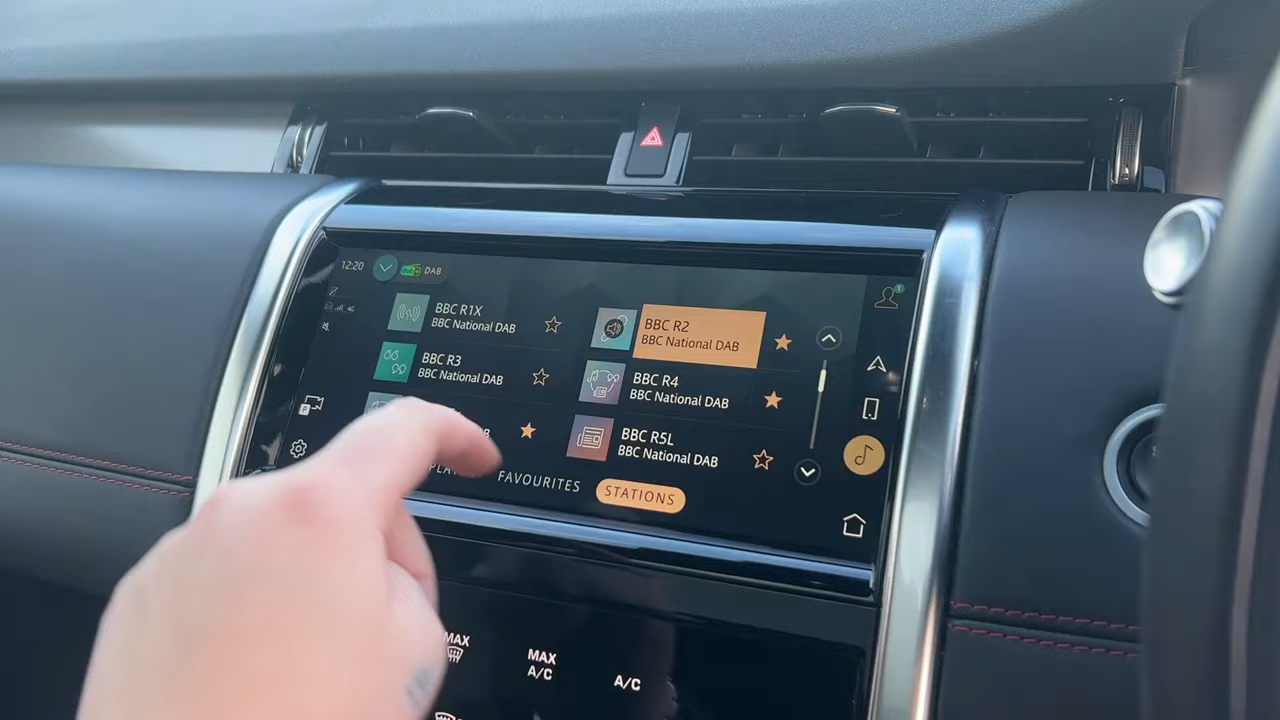 12:20
DAB
4G
BBC R1X
BBC National DAB
BBC R2
BBC National DAB
BBC R3
BBC National DAB
BBC R4
BBC National DAB
BBC R5L
BBC National DAB
P
FAVOURITES
STATIONS
MAX
MAX
A/C
A/C